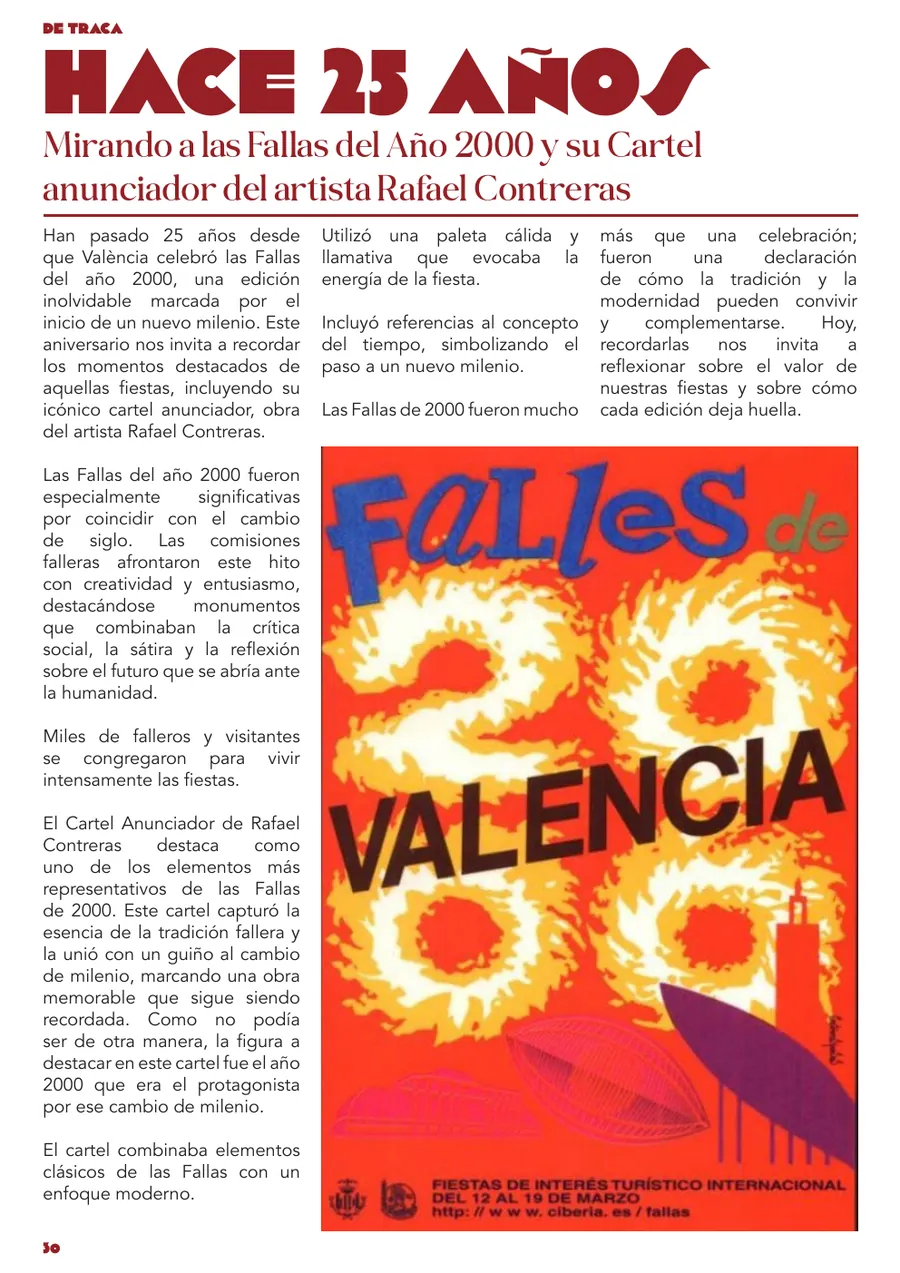 DE TRACA
HACE 25 AÑOS
Mirando a las Fallas del Año 2000 y su Cartel
anunciador del artista Rafael Contreras
Han pasado 25 años desde
que València celebró las Fallas
del año 2000, una edición
inolvidable marcada por el
inicio de un nuevo milenio. Este
aniversario nos invita a recordar
los momentos destacados de
aquellas fiestas, incluyendo su
icónico cartel anunciador, obra
del artista Rafael Contreras.
Las Fallas del año 2000 fueron
especialmente significativas
por coincidir con el cambio
de siglo. Las comisiones
falleras afrontaron este hito
con creatividad y entusiasmo,
destacándose monumentos
que combinaban la crítica
social, la sátira y la reflexión
sobre el futuro que se abría ante
la humanidad.
Miles de falleros y visitantes
se congregaron para vivir
intensamente las fiestas.
El Cartel Anunciador de Rafael
Contreras destaca como
uno de los elementos más
representativos de las Fallas
de 2000. Este cartel capturó la
esencia de la tradición fallera y
la unió con un guiño al cambio
de milenio, marcando una obra
memorable que sigue siendo
recordada. Como no podía
ser de otra manera, la figura a
destacar en este cartel fue el año
2000 que era el protagonista
por ese cambio de milenio.
El cartel combinaba elementos
clásicos de las Fallas con un
enfoque moderno.
Utilizó una paleta cálida y
llamativa que evocaba la
energía de la fiesta.
Incluyó referencias al concepto
del tiempo, simbolizando el
paso a un nuevo milenio.
Las Fallas de 2000 fueron mucho
más que una celebración;
fueron una declaración
de cómo la tradición y la
modernidad pueden convivir
y complementarse. Hoy,
recordarlas nos invita a
reflexionar sobre el valor de
nuestras fiestas y sobre cómo
cada edición deja huella.
FaLLeS de
20
VALENCIA
00
FIESTAS DE INTERÉS TURÍSTICO INTERNACIONAL
DEL 12 AL 19 DE MARZO
http: // w w w. ciberia. es / fallas
30